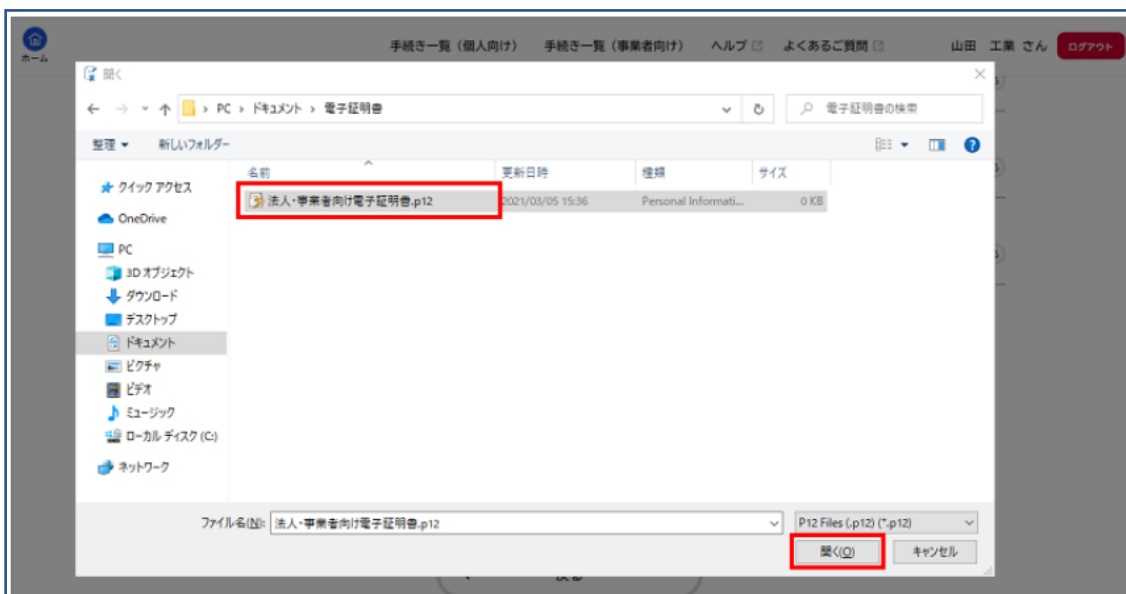 ホーム
手続き一覧（個人向け） 手続き一覧（事業者向け） ヘルプ よくあるご質問 山田 工業 さん ログアウト
開く
PC › ドキュメント › 電子証明書
電子証明書の検索
整理 新しいフォルダー
名前 更新日時 種類 サイズ
法人・事業者向け電子証明書.p12 2021/03/05 15:36 Personal Informati... 0 KB
クイック アクセス
OneDrive
PC
3D オブジェクト
ダウンロード
デスクトップ
ドキュメント
ピクチャ
ビデオ
ミュージック
ローカル ディスク (C:)
ネットワーク
ファイル名(N): 法人・事業者向け電子証明書.p12 P12 Files (.p12) (*.p12)
開く(O) キャンセル